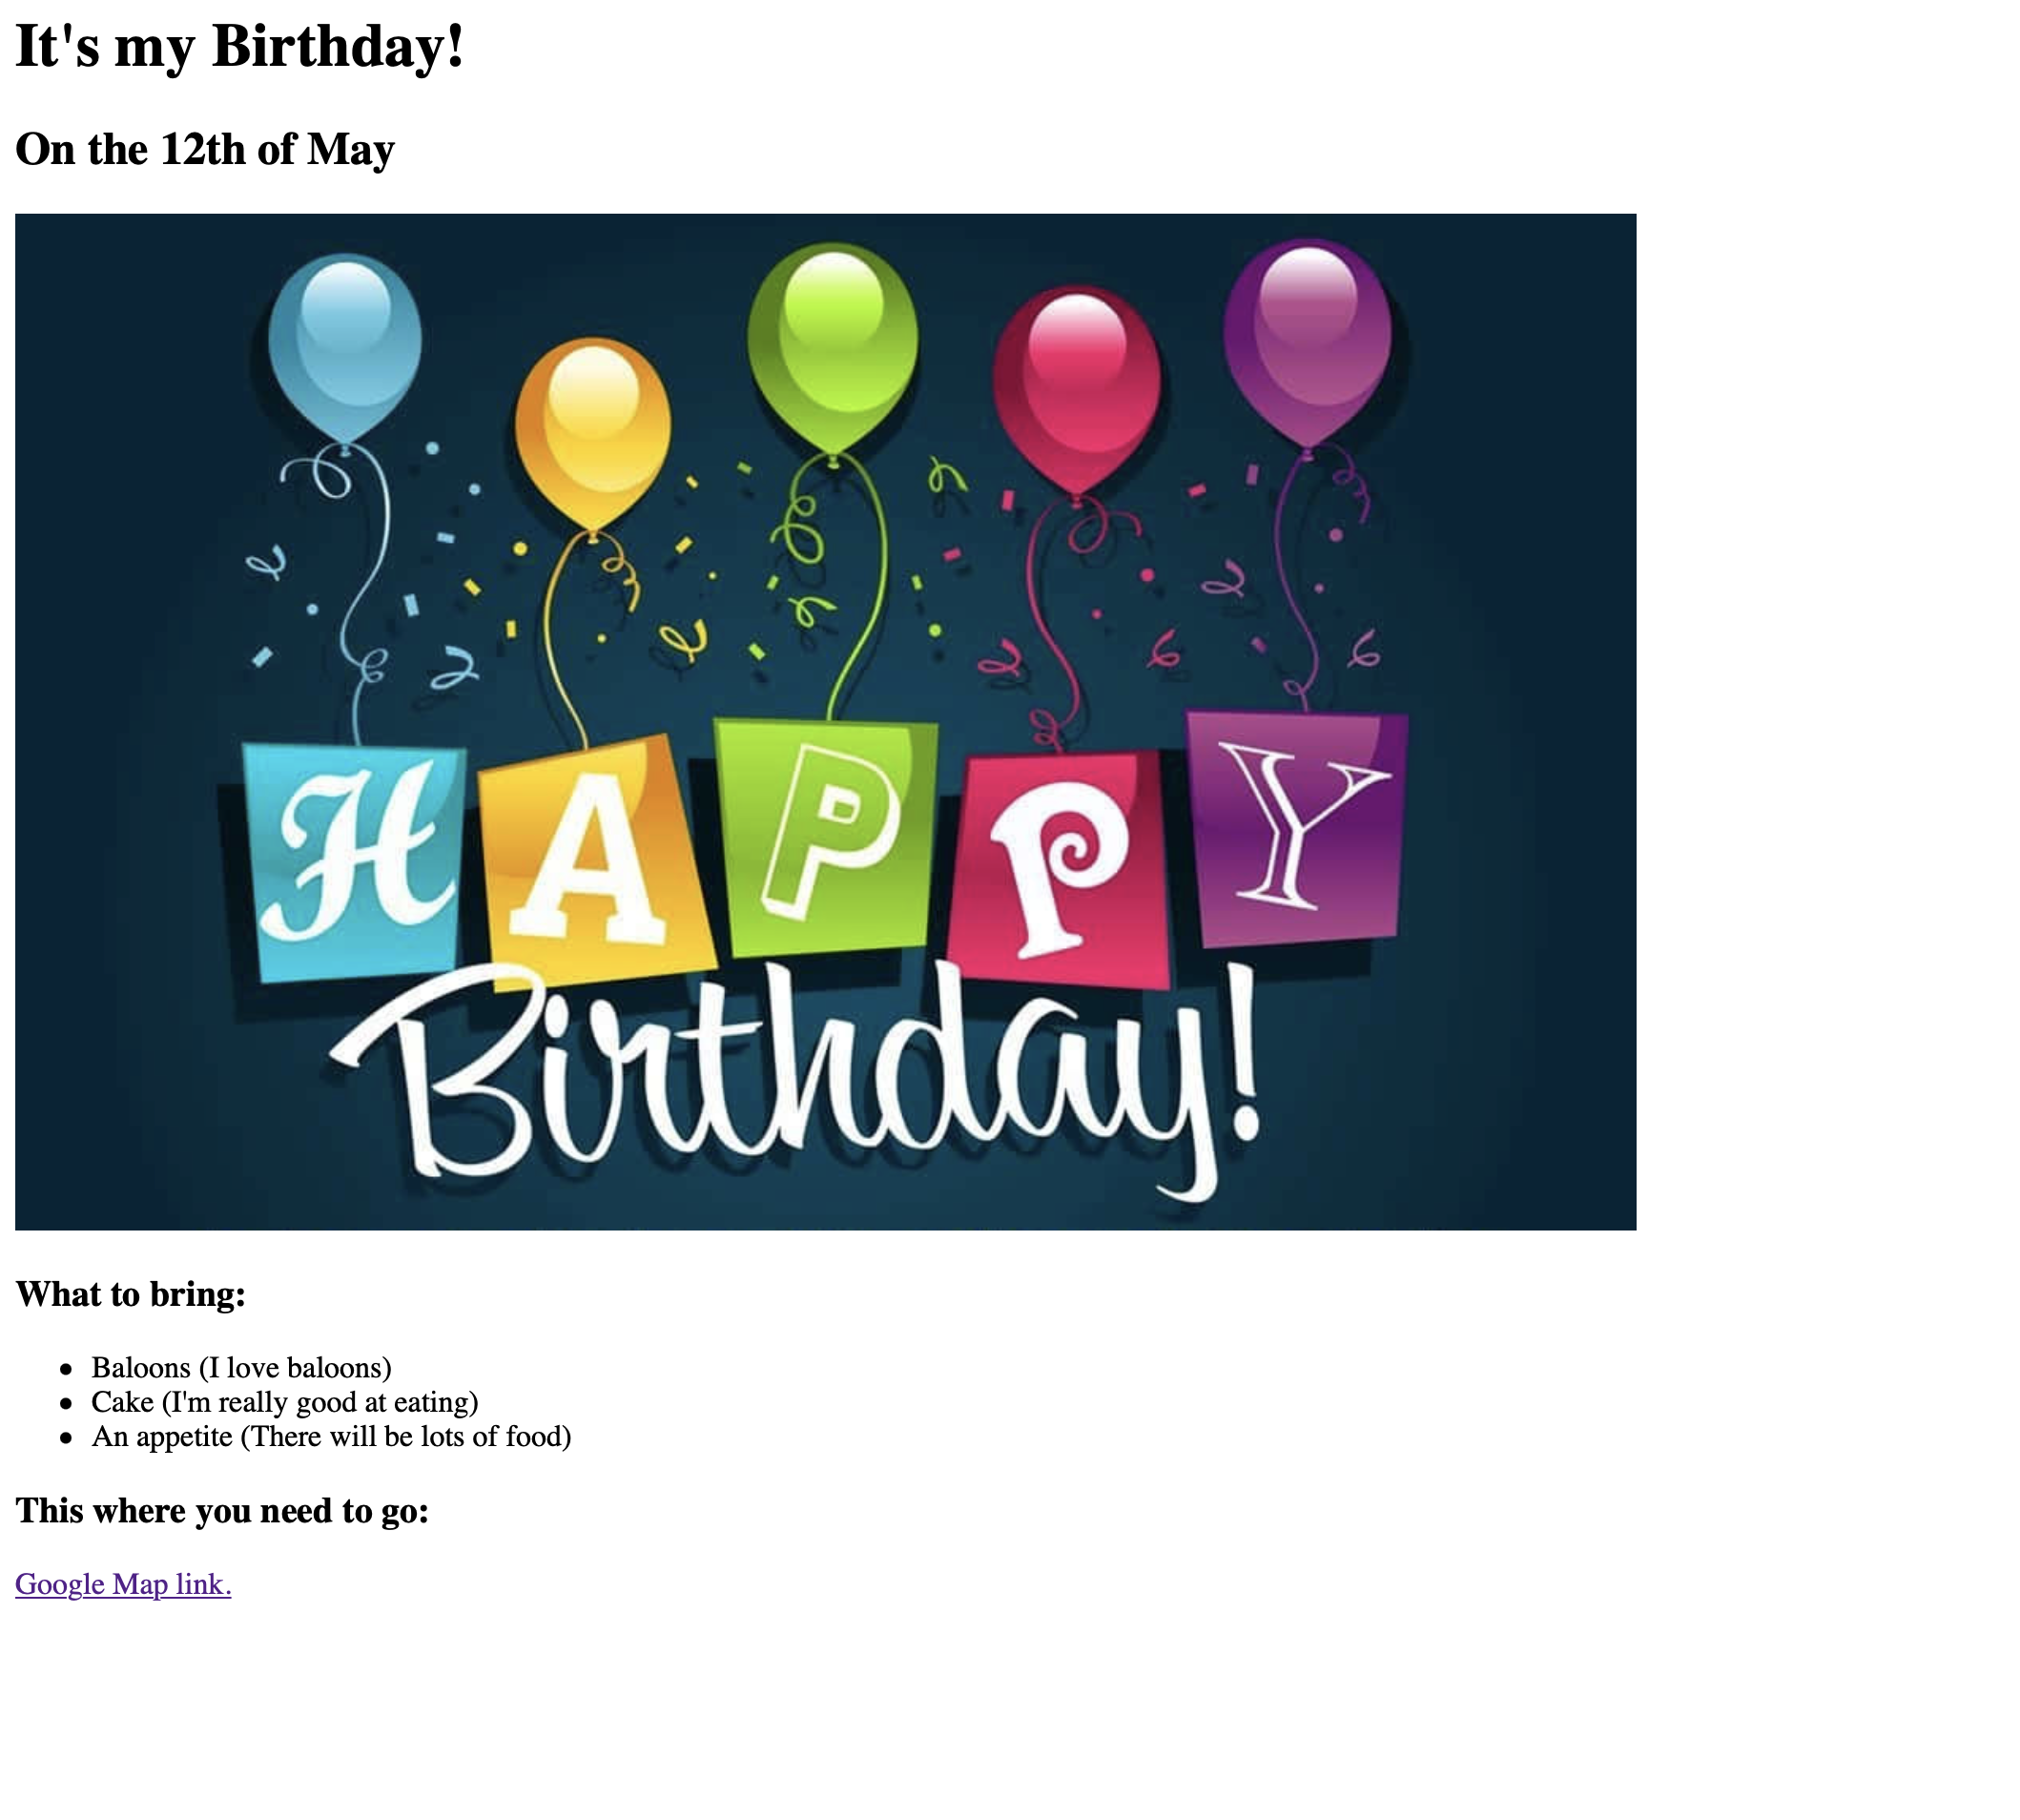 It's my Birthday!
On the 12th of May
HAPPY
Birthday!
What to bring:
• Baloons (I love baloons)
• Cake (I'm really good at eating)
• An appetite (There will be lots of food)
This where you need to go:
Google Map link.